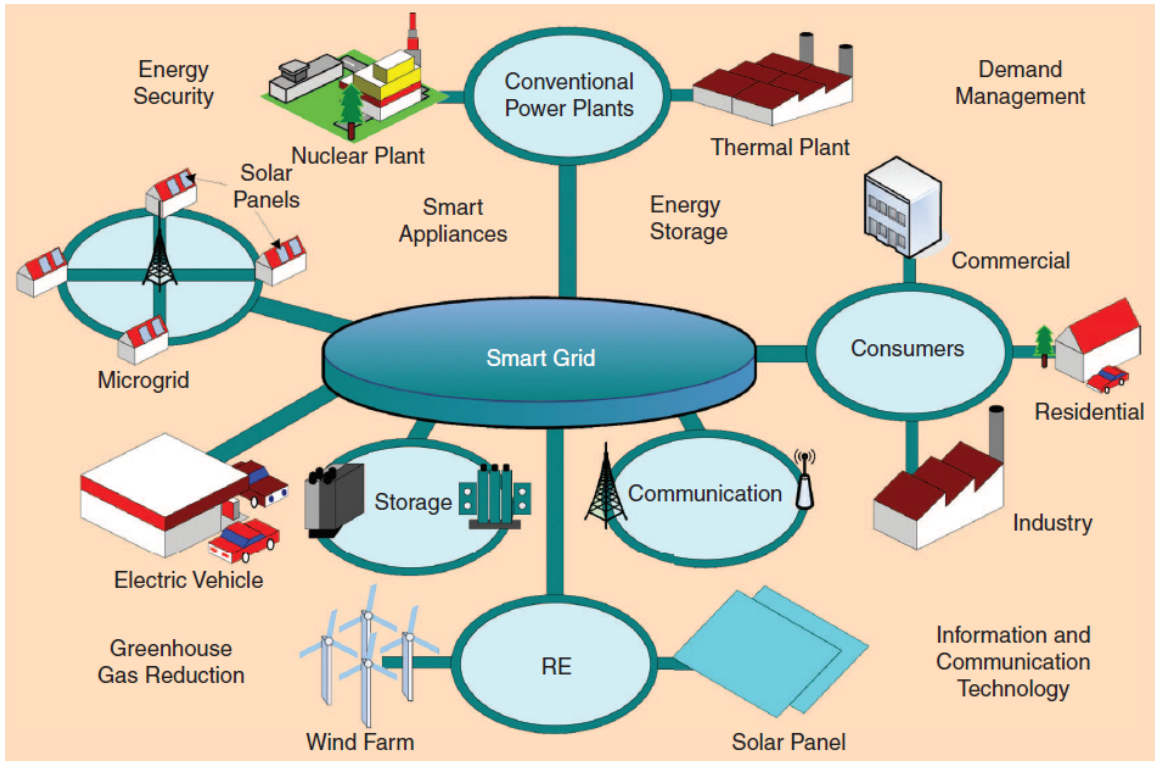 Energy
Security
Conventional
Power Plants
Demand
Management
Nuclear Plant
Thermal Plant
Solar
Panels
Smart
Appliances
Energy
Storage
Commercial
Microgrid
Smart Grid
Consumers
Residential
Storage
Communication
Industry
Electric Vehicle
Greenhouse
Gas Reduction
RE
Information and
Communication
Technology
Wind Farm
Solar Panel